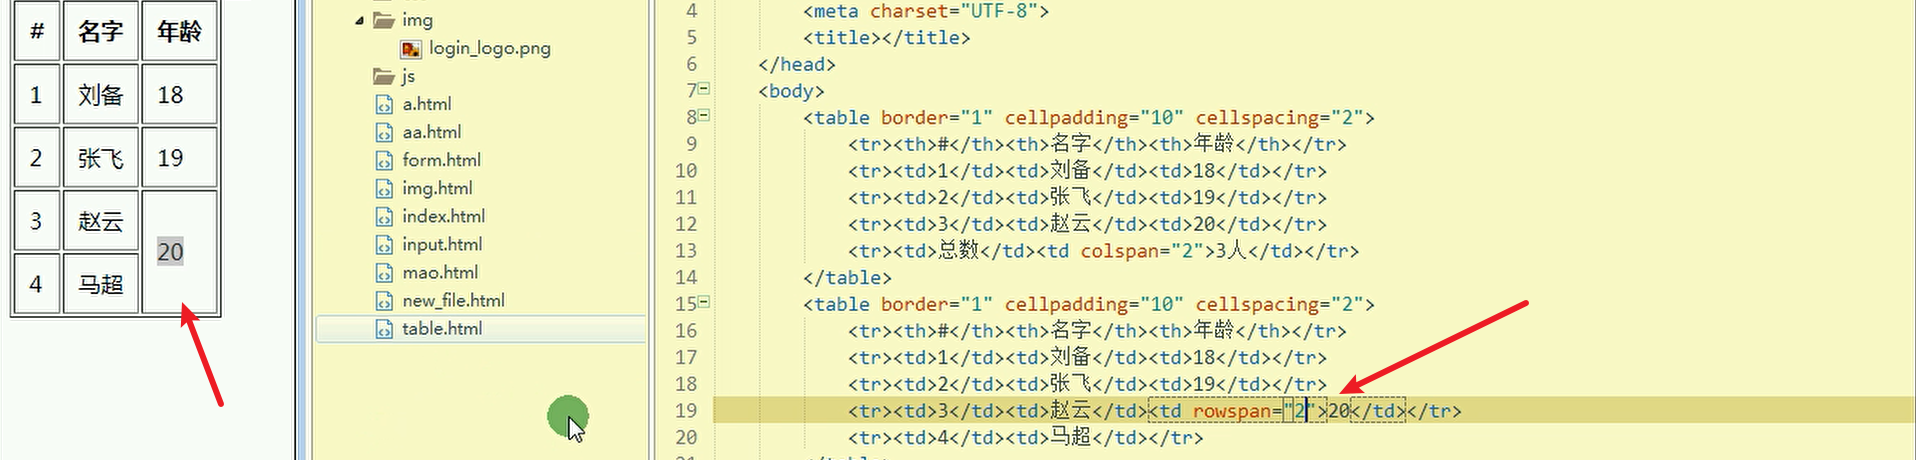 # 名字 年龄
1 刘备 18
2 张飞 19
3 赵云 20
4 马超
img
login_logo.png
js
a.html
aa.html
form.html
img.html
index.html
input.html
mao.html
new_file.html
table.html
4 <meta charset="UTF-8">
5 <title></title>
6 </head>
7 <body>
8 <table border="1" cellpadding="10" cellspacing="2">
9 <tr><th>#</th><th>名字</th><th>年龄</th></tr>
10 <tr><td>1</td><td>刘备</td><td>18</td></tr>
11 <tr><td>2</td><td>张飞</td><td>19</td></tr>
12 <tr><td>3</td><td>赵云</td><td>20</td></tr>
13 <tr><td>总数</td><td colspan="2">3人</td></tr>
14 </table>
15 <table border="1" cellpadding="10" cellspacing="2">
16 <tr><th>#</th><th>名字</th><th>年龄</th></tr>
17 <tr><td>1</td><td>刘备</td><td>18</td></tr>
18 <tr><td>2</td><td>张飞</td><td>19</td></tr>
19 <tr><td>3</td><td>赵云</td><td rowspan="2">20</td></tr>
20 <tr><td>4</td><td>马超</td></tr>